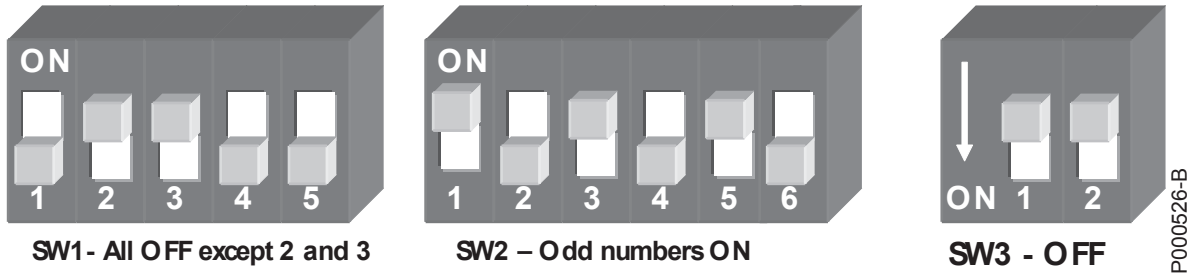 ON
1 2 3 4 5
SW1- All OFF except 2 and 3
ON
1 2 3 4 5 6
SW2 – Odd numbers ON
ON 1 2
SW3 - OFF
P000526-B